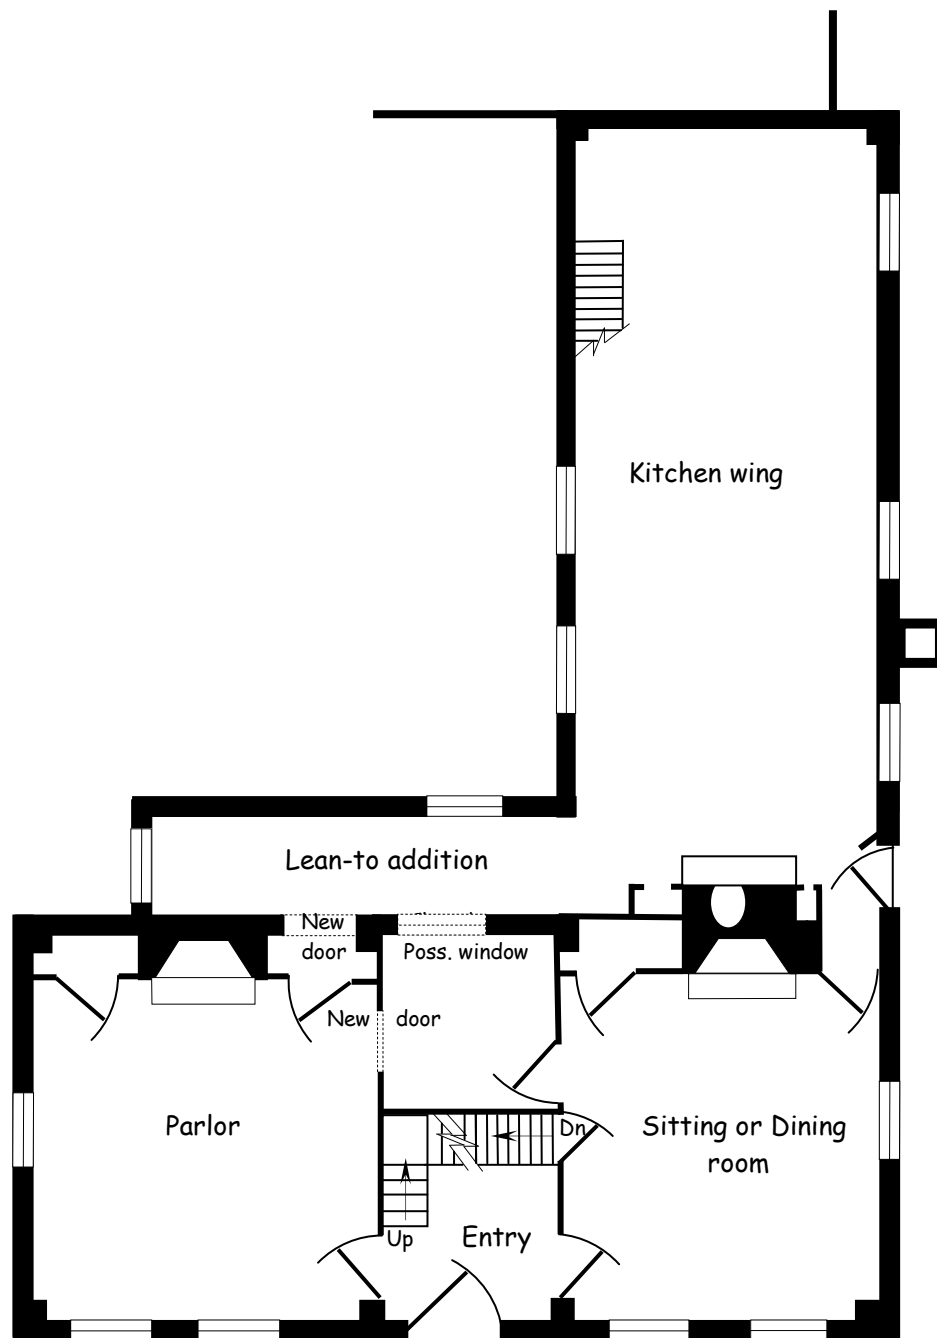 Kitchen wing
Lean-to addition
New
door
Poss. window
New door
Parlor
Dn
Sitting or Dining
room
Up
Entry